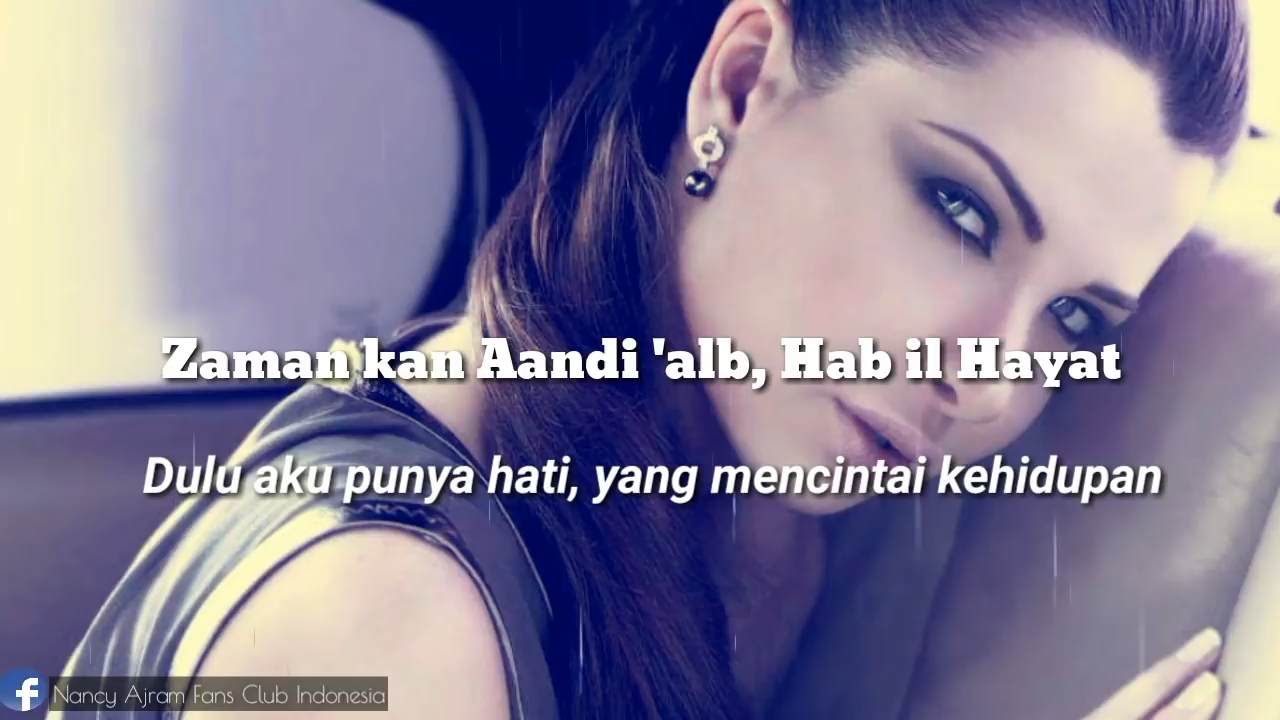 Zaman kan Aandi 'alb, Hab il Hayat
Dulu aku punya hati, yang mencintai kehidupan
f Nancy Ajram Fans Club Indonesia